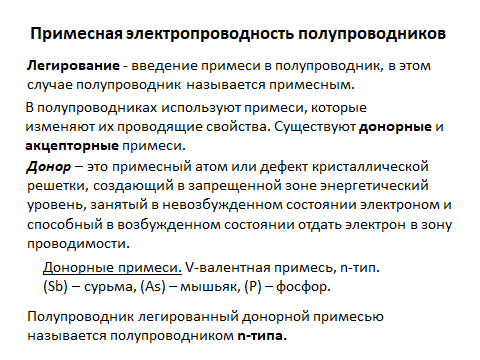 Примесная электропроводность полупроводников
Легирование - введение примеси в полупроводник, в этом
случае полупроводник называется примесным.
В полупроводниках используют примеси, которые
изменяют их проводящие свойства. Существуют донорные и
акцепторные примеси.
Донор – это примесный атом или дефект кристаллической
решетки, создающий в запрещенной зоне энергетический
уровень, занятый в невозбужденном состоянии электроном и
способный в возбужденном состоянии отдать электрон в зону
проводимости.
Донорные примеси. V-валентная примесь, n-тип.
(Sb) – сурьма, (As) – мышьяк, (P) – фосфор.
Полупроводник легированный донорной примесью
называется полупроводником n-типа.